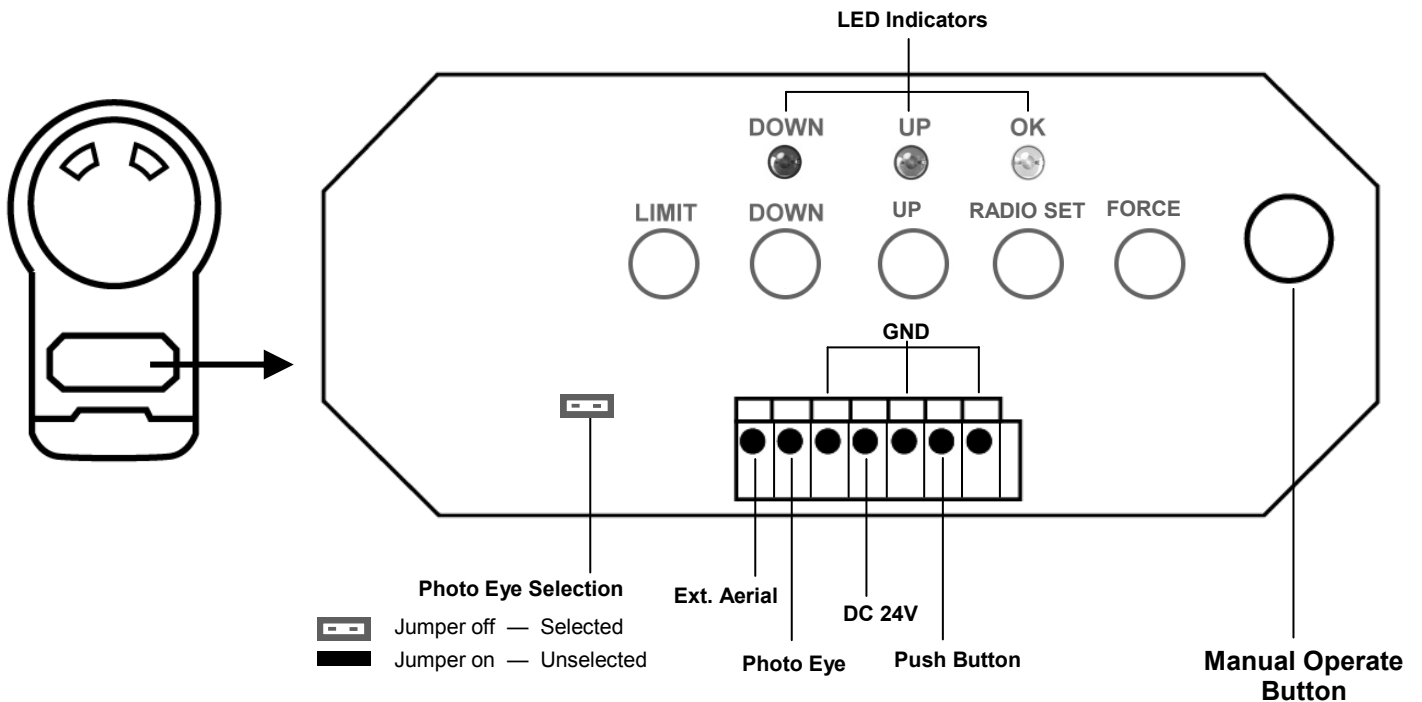 LED Indicators
DOWN UP OK
LIMIT DOWN UP RADIO SET FORCE
GND
Photo Eye Selection
Jumper off — Selected
Jumper on — Unselected
Ext. Aerial
Photo Eye
DC 24V
Push Button
Manual Operate
Button